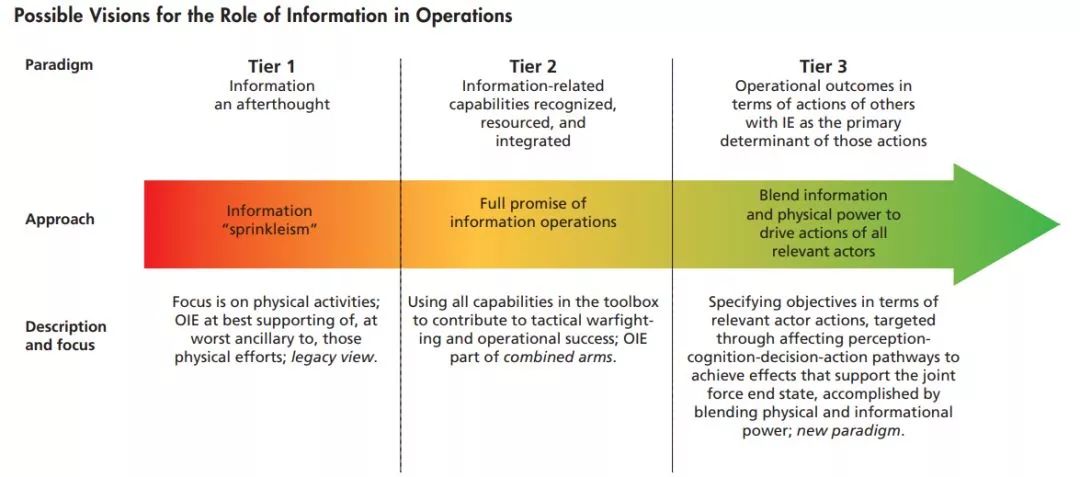 Possible Visions for the Role of Information in Operations
Paradigm
Tier 1
Information
an afterthought
Tier 2
Information-related
capabilities recognized,
resourced, and
integrated
Tier 3
Operational outcomes in
terms of actions of others
with IE as the primary
determinant of those actions
Approach
Information
“sprinkleism”
Full promise of
information operations
Blend information
and physical power to
drive actions of all
relevant actors
Description
and focus
Focus is on physical activities;
OIE at best supporting of, at
worst ancillary to, those
physical efforts; legacy view.
Using all capabilities in the toolbox
to contribute to tactical warfight-
ing and operational success; OIE
part of combined arms.
Specifying objectives in terms of
relevant actor actions, targeted
through affecting perception-
cognition-decision-action pathways to
achieve effects that support the joint
force end state, accomplished by
blending physical and informational
power; new paradigm.